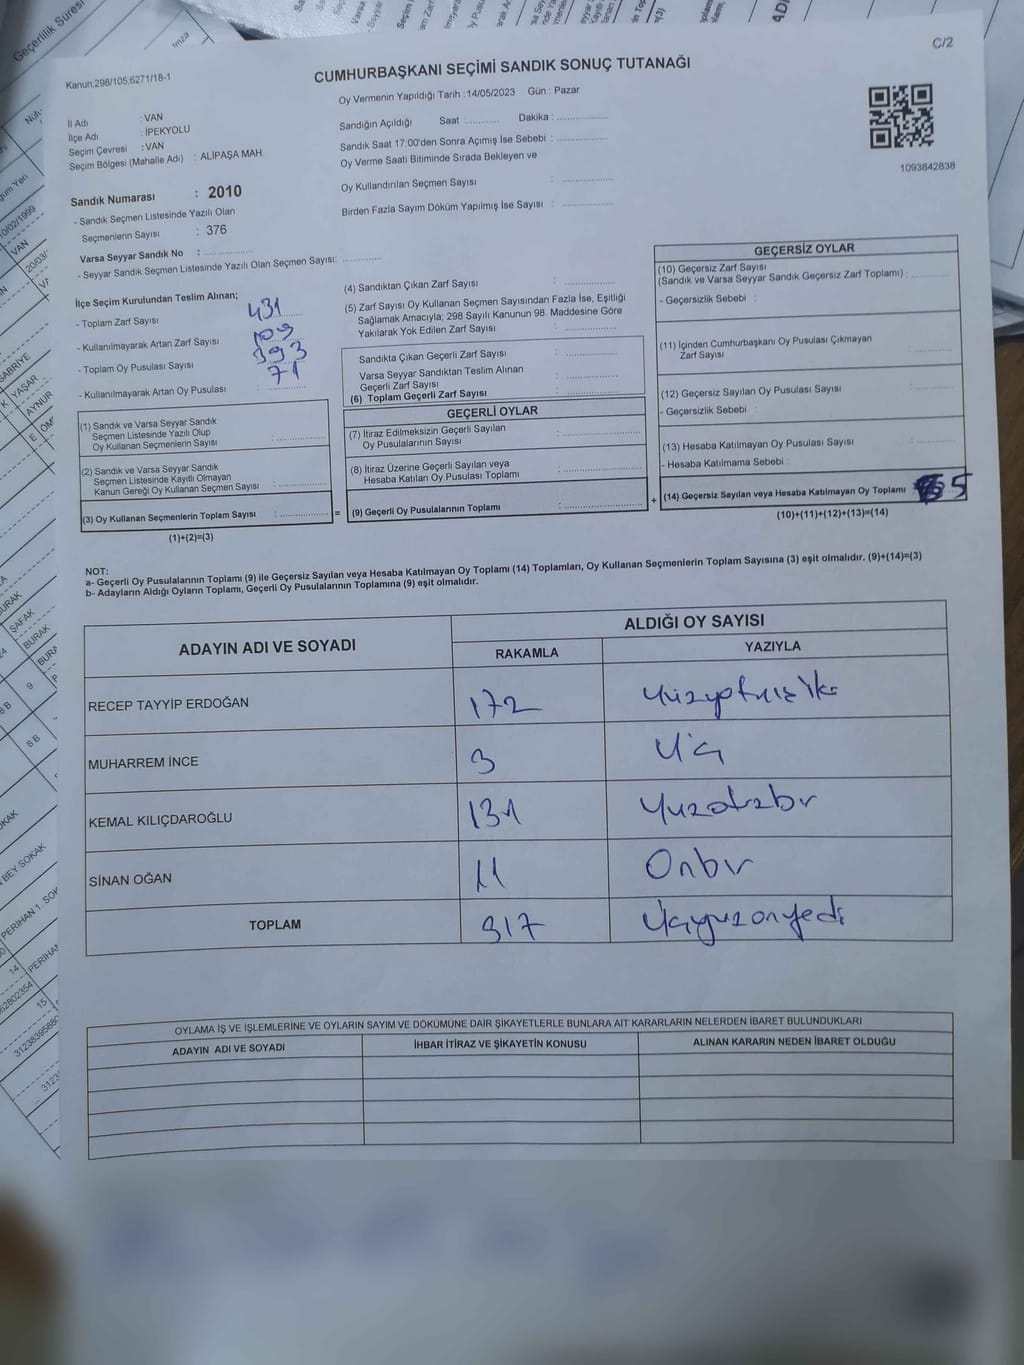 C/2
Kanun,298/105;6271/18-1
CUMHURBAŞKANI SEÇİMİ SANDIK SONUÇ TUTANAĞI
Oy Vermenin Yapıldığı Tarih : 14/05/2023 Gün : Pazar
İl Adı : VAN
İlçe Adı : İPEKYOLU
Seçim Çevresi : VAN
Seçim Bölgesi (Mahalle Adı) : ALİPAŞA MAH.
Sandığın Açıldığı Saat ............ Dakika : ................
Sandık Saat 17:00'den Sonra Açımış İse Sebebi : ................
Oy Verme Saati Bitiminde Sırada Bekleyen ve
Oy Kullandırılan Seçmen Sayısı : ................
Birden Fazla Sayım Döküm Yapılmış İse Sayısı : ................
1093842838
Sandık Numarası : 2010
- Sandık Seçmen Listesinde Yazılı Olan
Seçmenlerin Sayısı : 376
Varsa Seyyar Sandık No : ................
- Seyyar Sandık Seçmen Listesinde Yazılı Olan Seçmen Sayısı: ............
İlçe Seçim Kurulundan Teslim Alınan;
- Toplam Zarf Sayısı : 431
- Kullanılmayarak Artan Zarf Sayısı : 109
- Toplam Oy Pusulası Sayısı : 393
- Kullanılmayarak Artan Oy Pusulası : 71
(1) Sandık ve Varsa Seyyar Sandık
Seçmen Listesinde Yazılı Olup
Oy Kullanan Seçmenlerin Sayısı : ................
(2) Sandık ve Varsa Seyyar Sandık
Seçmen Listesinde Kayıtlı Olmayan
Kanun Gereği Oy Kullanan Seçmen Sayısı : ................
(3) Oy Kullanan Seçmenlerin Toplam Sayısı : ................ =
(1)+(2)=(3)
(4) Sandıktan Çıkan Zarf Sayısı : ................
(5) Zarf Sayısı Oy Kullanan Seçmen Sayısından Fazla İse, Eşitliği
Sağlamak Amacıyla; 298 Sayılı Kanunun 98. Maddesine Göre
Yakılarak Yok Edilen Zarf Sayısı : ................
Sandıkta Çıkan Geçerli Zarf Sayısı : ................
Varsa Seyyar Sandıktan Teslim Alınan
Geçerli Zarf Sayısı : ................
(6) Toplam Geçerli Zarf Sayısı : ................
GEÇERLİ OYLAR
(7) İtiraz Edilmeksizin Geçerli Sayılan
Oy Pusulalarının Sayısı : ................
(8) İtiraz Üzerine Geçerli Sayılan veya
Hesaba Katılan Oy Pusulası Toplamı : ................
(9) Geçerli Oy Pusulalarının Toplamı : ................ +
GEÇERSİZ OYLAR
(10) Geçersiz Zarf Sayısı
(Sandık ve Varsa Seyyar Sandık Geçersiz Zarf Toplamı) : ............
- Geçersizlik Sebebi :
(11) İçinden Cumhurbaşkanı Oy Pusulası Çıkmayan
Zarf Sayısı : ............
(12) Geçersiz Sayılan Oy Pusulası Sayısı : ............
- Geçersizlik Sebebi :
(13) Hesaba Katılmayan Oy Pusulası Sayısı : ............
- Hesaba Katılmama Sebebi :
(14) Geçersiz Sayılan veya Hesaba Katılmayan Oy Toplamı : 5
(10)+(11)+(12)+(13)=(14)
NOT:
a- Geçerli Oy Pusulalarının Toplamı (9) ile Geçersiz Sayılan veya Hesaba Katılmayan Oy Toplamı (14) Toplamları, Oy Kullanan Seçmenlerin Toplam Sayısına (3) eşit olmalıdır. (9)+(14)=(3)
b- Adayların Aldığı Oyların Toplamı, Geçerli Oy Pusulalarının Toplamına (9) eşit olmalıdır.
ADAYIN ADI VE SOYADI ALDIĞI OY SAYISI
RAKAMLA YAZIYLA
RECEP TAYYİP ERDOĞAN 172
MUHARREM İNCE 3 Üç
KEMAL KILIÇDAROĞLU 131 Yüzotuzbir
SİNAN OĞAN 11 Onbir
TOPLAM 317 Üçyüzonyedi
OYLAMA İŞ VE İŞLEMLERİNE VE OYLARIN SAYIM VE DÖKÜMÜNE DAİR ŞİKAYETLERLE BUNLARA AİT KARARLARIN NELERDEN İBARET BULUNDUKLARI
ADAYIN ADI VE SOYADI İHBAR İTİRAZ VE ŞİKAYETİN KONUSU ALINAN KARARIN NEDEN İBARET OLDUĞU